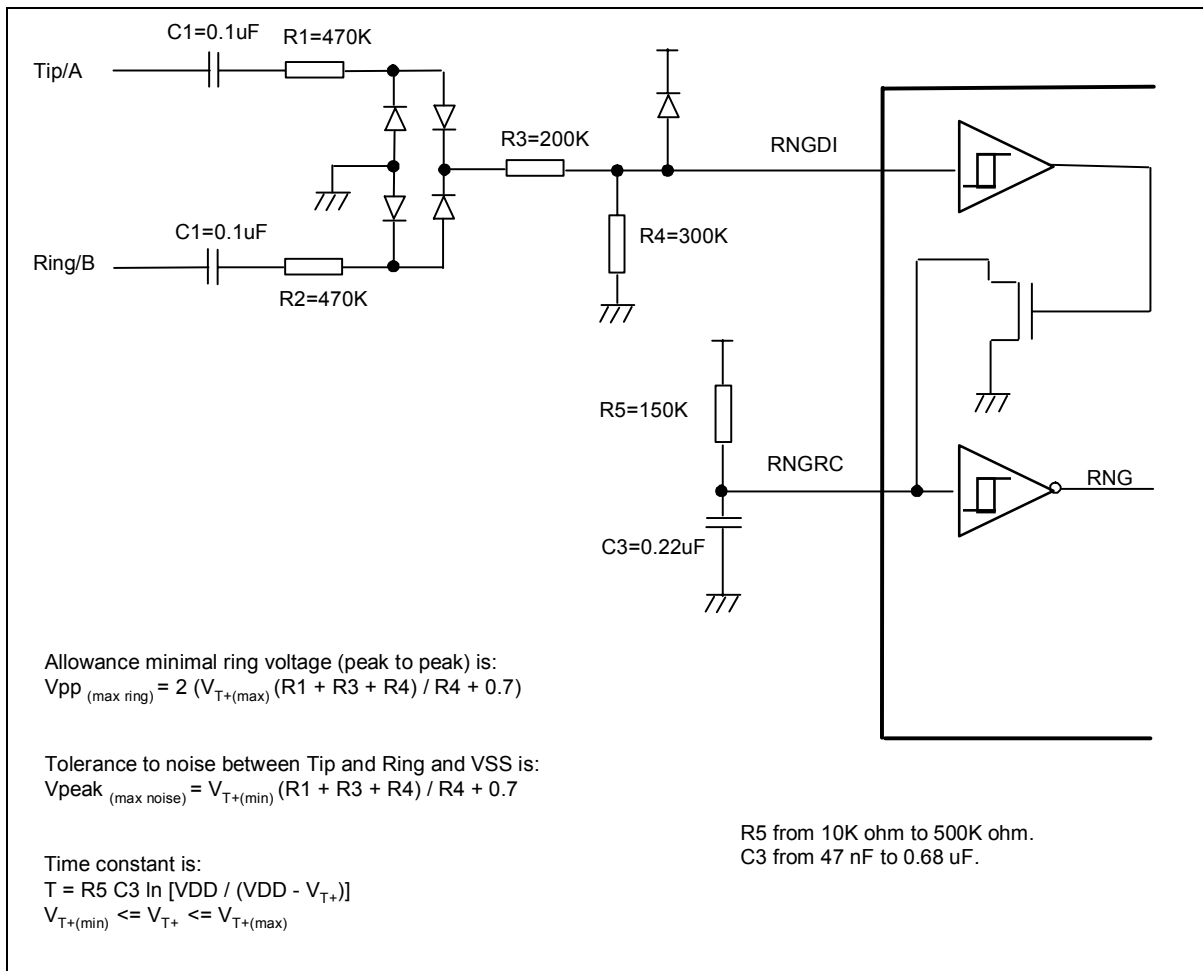 C1=0.1uF
R1=470K
Tip/A
R3=200K
RNGDI
C1=0.1uF
R4=300K
Ring/B
R2=470K
R5=150K
RNGRC
RNG
C3=0.22uF
Allowance minimal ring voltage (peak to peak) is:
Vpp (max ring) = 2 (VT+(max) (R1 + R3 + R4) / R4 + 0.7)
Tolerance to noise between Tip and Ring and VSS is:
Vpeak (max noise) = VT+(min) (R1 + R3 + R4) / R4 + 0.7
R5 from 10K ohm to 500K ohm.
C3 from 47 nF to 0.68 uF.
Time constant is:
T = R5 C3 ln [VDD / (VDD - VT+)]
VT+(min) <= VT+ <= VT+(max)